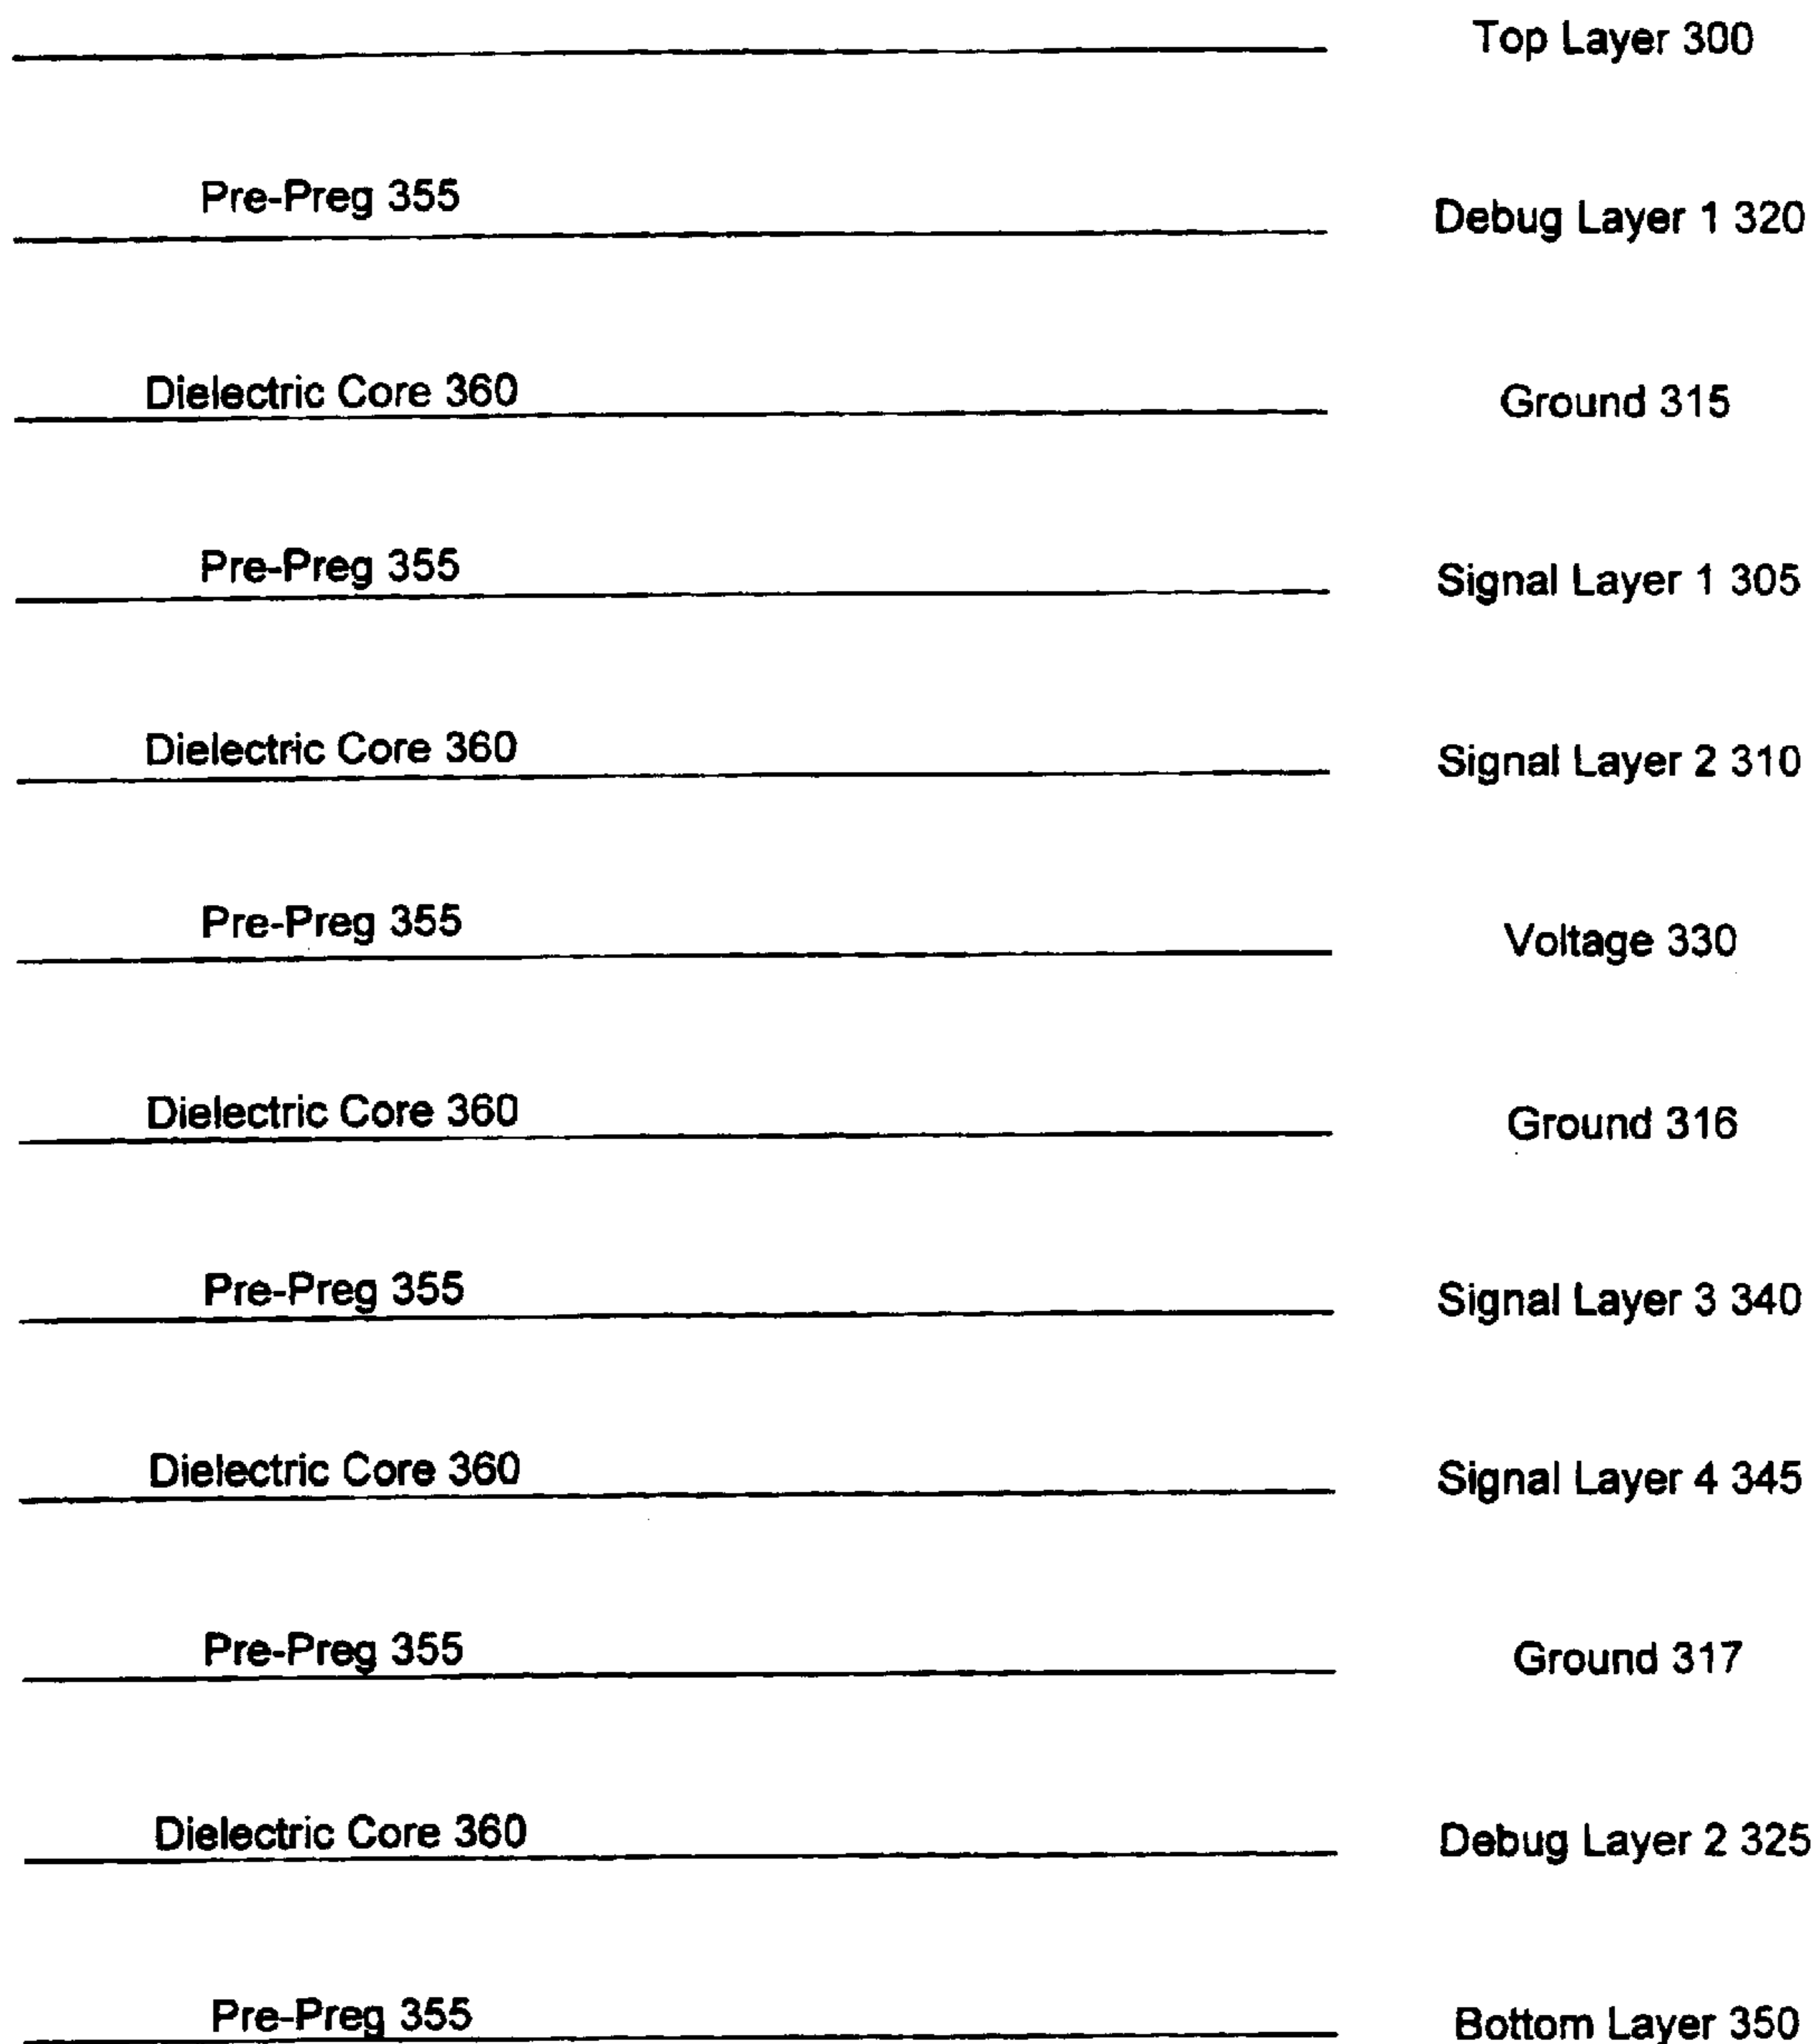 Top Layer 300
Pre-Preg 355
Debug Layer 1 320
Dielectric Core 360
Ground 315
Pre-Preg 355
Signal Layer 1 305
Dielectric Core 360
Signal Layer 2 310
Pre-Preg 355
Voltage 330
Dielectric Core 360
Ground 316
Pre-Preg 355
Signal Layer 3 340
Dielectric Core 360
Signal Layer 4 345
Pre-Preg 355
Ground 317
Dielectric Core 360
Debug Layer 2 325
Pre-Preg 355
Bottom Layer 350